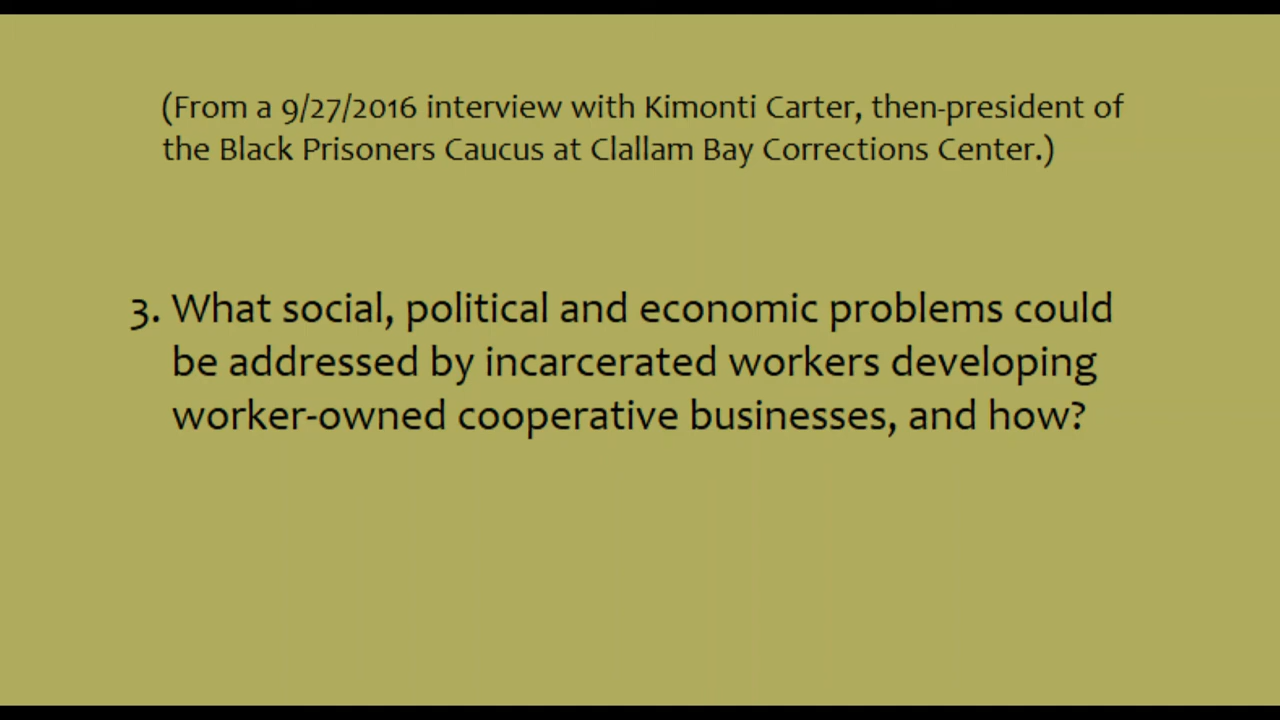 (From a 9/27/2016 interview with Kimonti Carter, then-president of
the Black Prisoners Caucus at Clallam Bay Corrections Center.)
3. What social, political and economic problems could
be addressed by incarcerated workers developing
worker-owned cooperative businesses, and how?